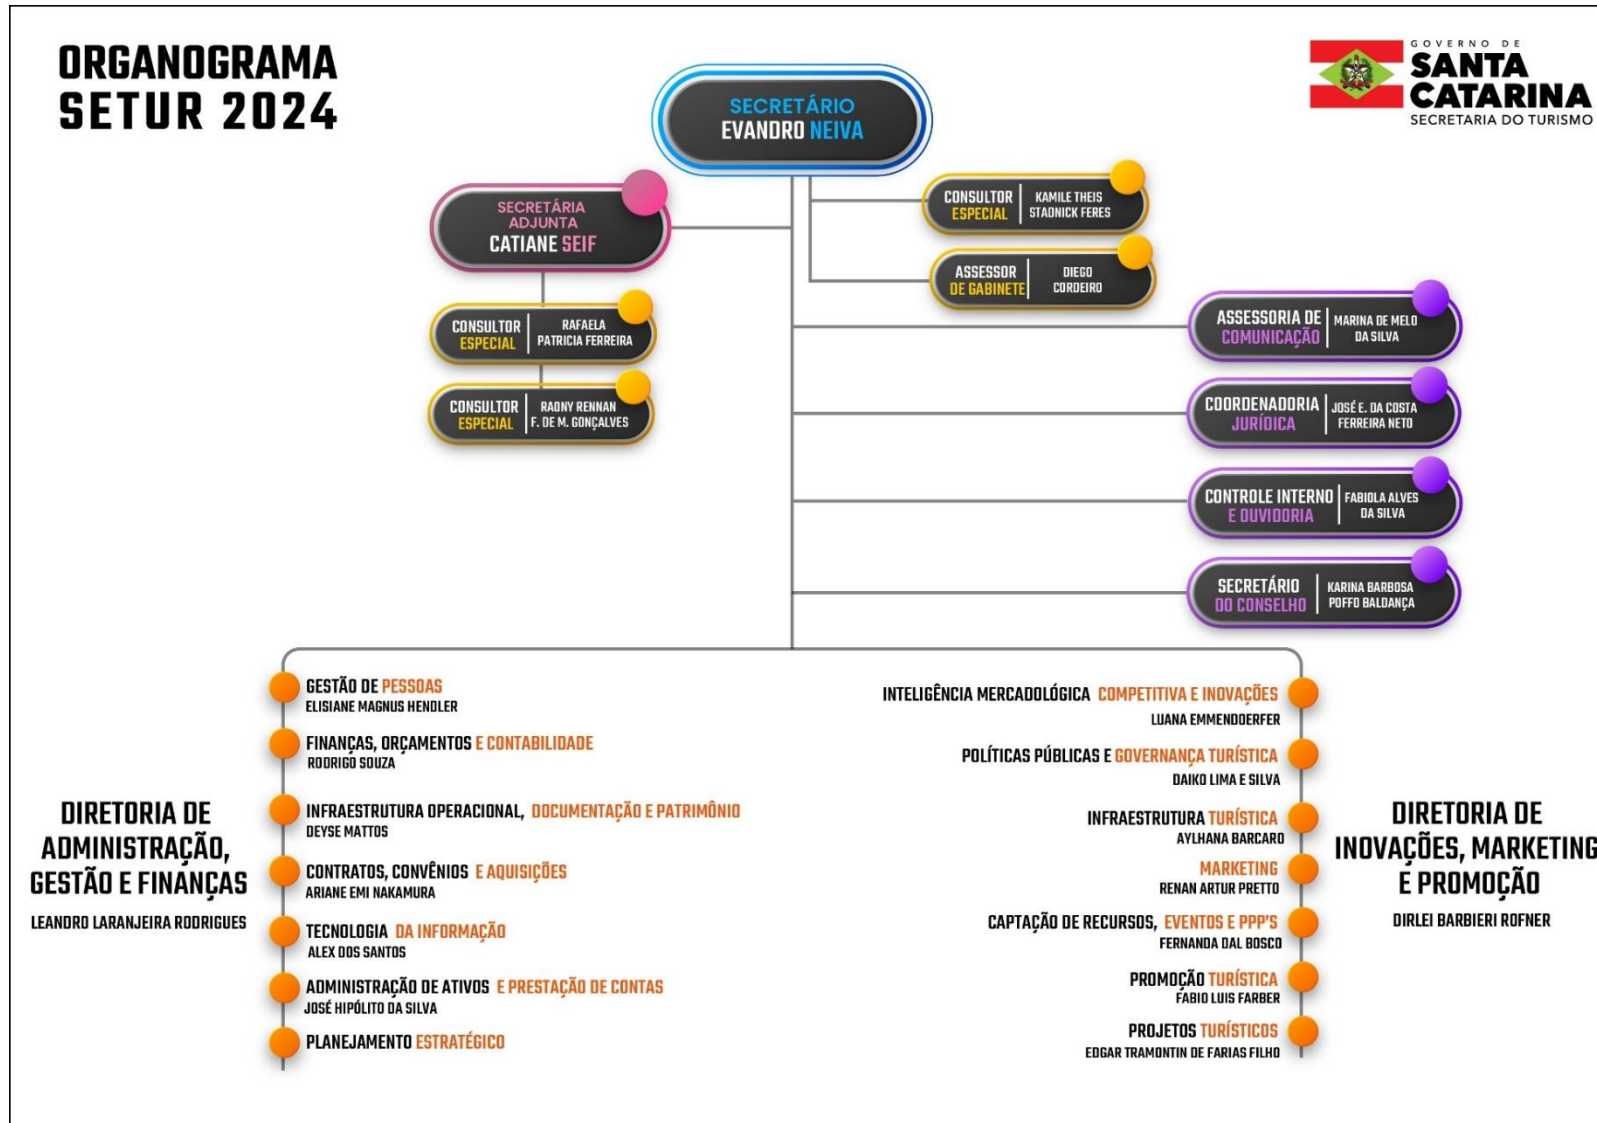 ORGANOGRAMA
SETUR 2024
GOVERNO DE
SANTA
CATARINA
SECRETARIA DO TURISMO
SECRETÁRIO
EVANDRO NEIVA
SECRETÁRIA
ADJUNTA
CATIANE SEIF
CONSULTOR
ESPECIAL
KAMILE THEIS
STADNICK FERES
ASSESSOR
DE GABINETE
DIEGO
CORDEIRO
CONSULTOR
ESPECIAL
RAFAELA
PATRICIA FERREIRA
CONSULTOR
ESPECIAL
RAONY RENNAN
F. DE M. GONÇALVES
ASSESSORIA DE
COMUNICAÇÃO
MARINA DE MELO
DA SILVA
COORDENADORIA
JURÍDICA
JOSÉ E. DA COSTA
FERREIRA NETO
CONTROLE INTERNO
E OUVIDORIA
FABIOLA ALVES
DA SILVA
SECRETÁRIO
DO CONSELHO
KARINA BARBOSA
POFFO BALDANÇA
DIRETORIA DE
ADMINISTRAÇÃO,
GESTÃO E FINANÇAS
LEANDRO LARANJEIRA RODRIGUES
GESTÃO DE PESSOAS
ELISIANE MAGNUS HENDLER
FINANÇAS, ORÇAMENTOS E CONTABILIDADE
RODRIGO SOUZA
INFRAESTRUTURA OPERACIONAL, DOCUMENTAÇÃO E PATRIMÔNIO
DEYSE MATTOS
CONTRATOS, CONVÊNIOS E AQUISIÇÕES
ARIANE EMI NAKAMURA
TECNOLOGIA DA INFORMAÇÃO
ALEX DOS SANTOS
ADMINISTRAÇÃO DE ATIVOS E PRESTAÇÃO DE CONTAS
JOSÉ HIPÓLITO DA SILVA
PLANEJAMENTO ESTRATÉGICO
INTELIGÊNCIA MERCADOLÓGICA COMPETITIVA E INOVAÇÕES
LUANA EMMENDOERFER
POLÍTICAS PÚBLICAS E GOVERNANÇA TURÍSTICA
DAIKO LIMA E SILVA
INFRAESTRUTURA TURÍSTICA
AYLHANA BARCARO
MARKETING
RENAN ARTUR PRETTO
CAPTAÇÃO DE RECURSOS, EVENTOS E PPP'S
FERNANDA DAL BOSCO
PROMOÇÃO TURÍSTICA
FABIO LUIS FARBER
PROJETOS TURÍSTICOS
EDGAR TRAMONTIN DE FARIAS FILHO
DIRETORIA DE
INOVAÇÕES, MARKETING
E PROMOÇÃO
DIRLEI BARBIERI ROFNER